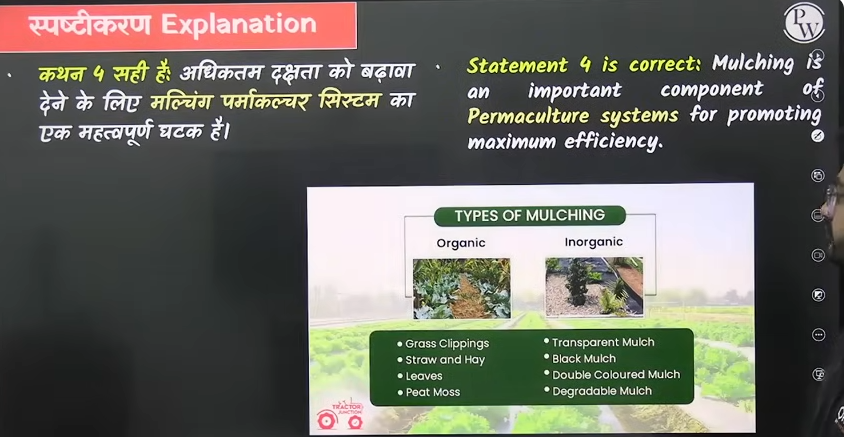 स्पष्टीकरण Explanation
PW
कथन 4 सही है: अधिकतम दक्षता को बढ़ावा
देने के लिए मल्चिंग पर्माकल्चर सिस्टम का
एक महत्वपूर्ण घटक है।
Statement 4 is correct: Mulching is
an important component of
Permaculture systems for promoting
maximum efficiency.
TYPES OF MULCHING
Organic
Inorganic
Grass Clippings
Straw and Hay
Leaves
Peat Moss
Transparent Mulch
Black Mulch
Double Coloured Mulch
Degradable Mulch
TRACTOR
JUNCTION